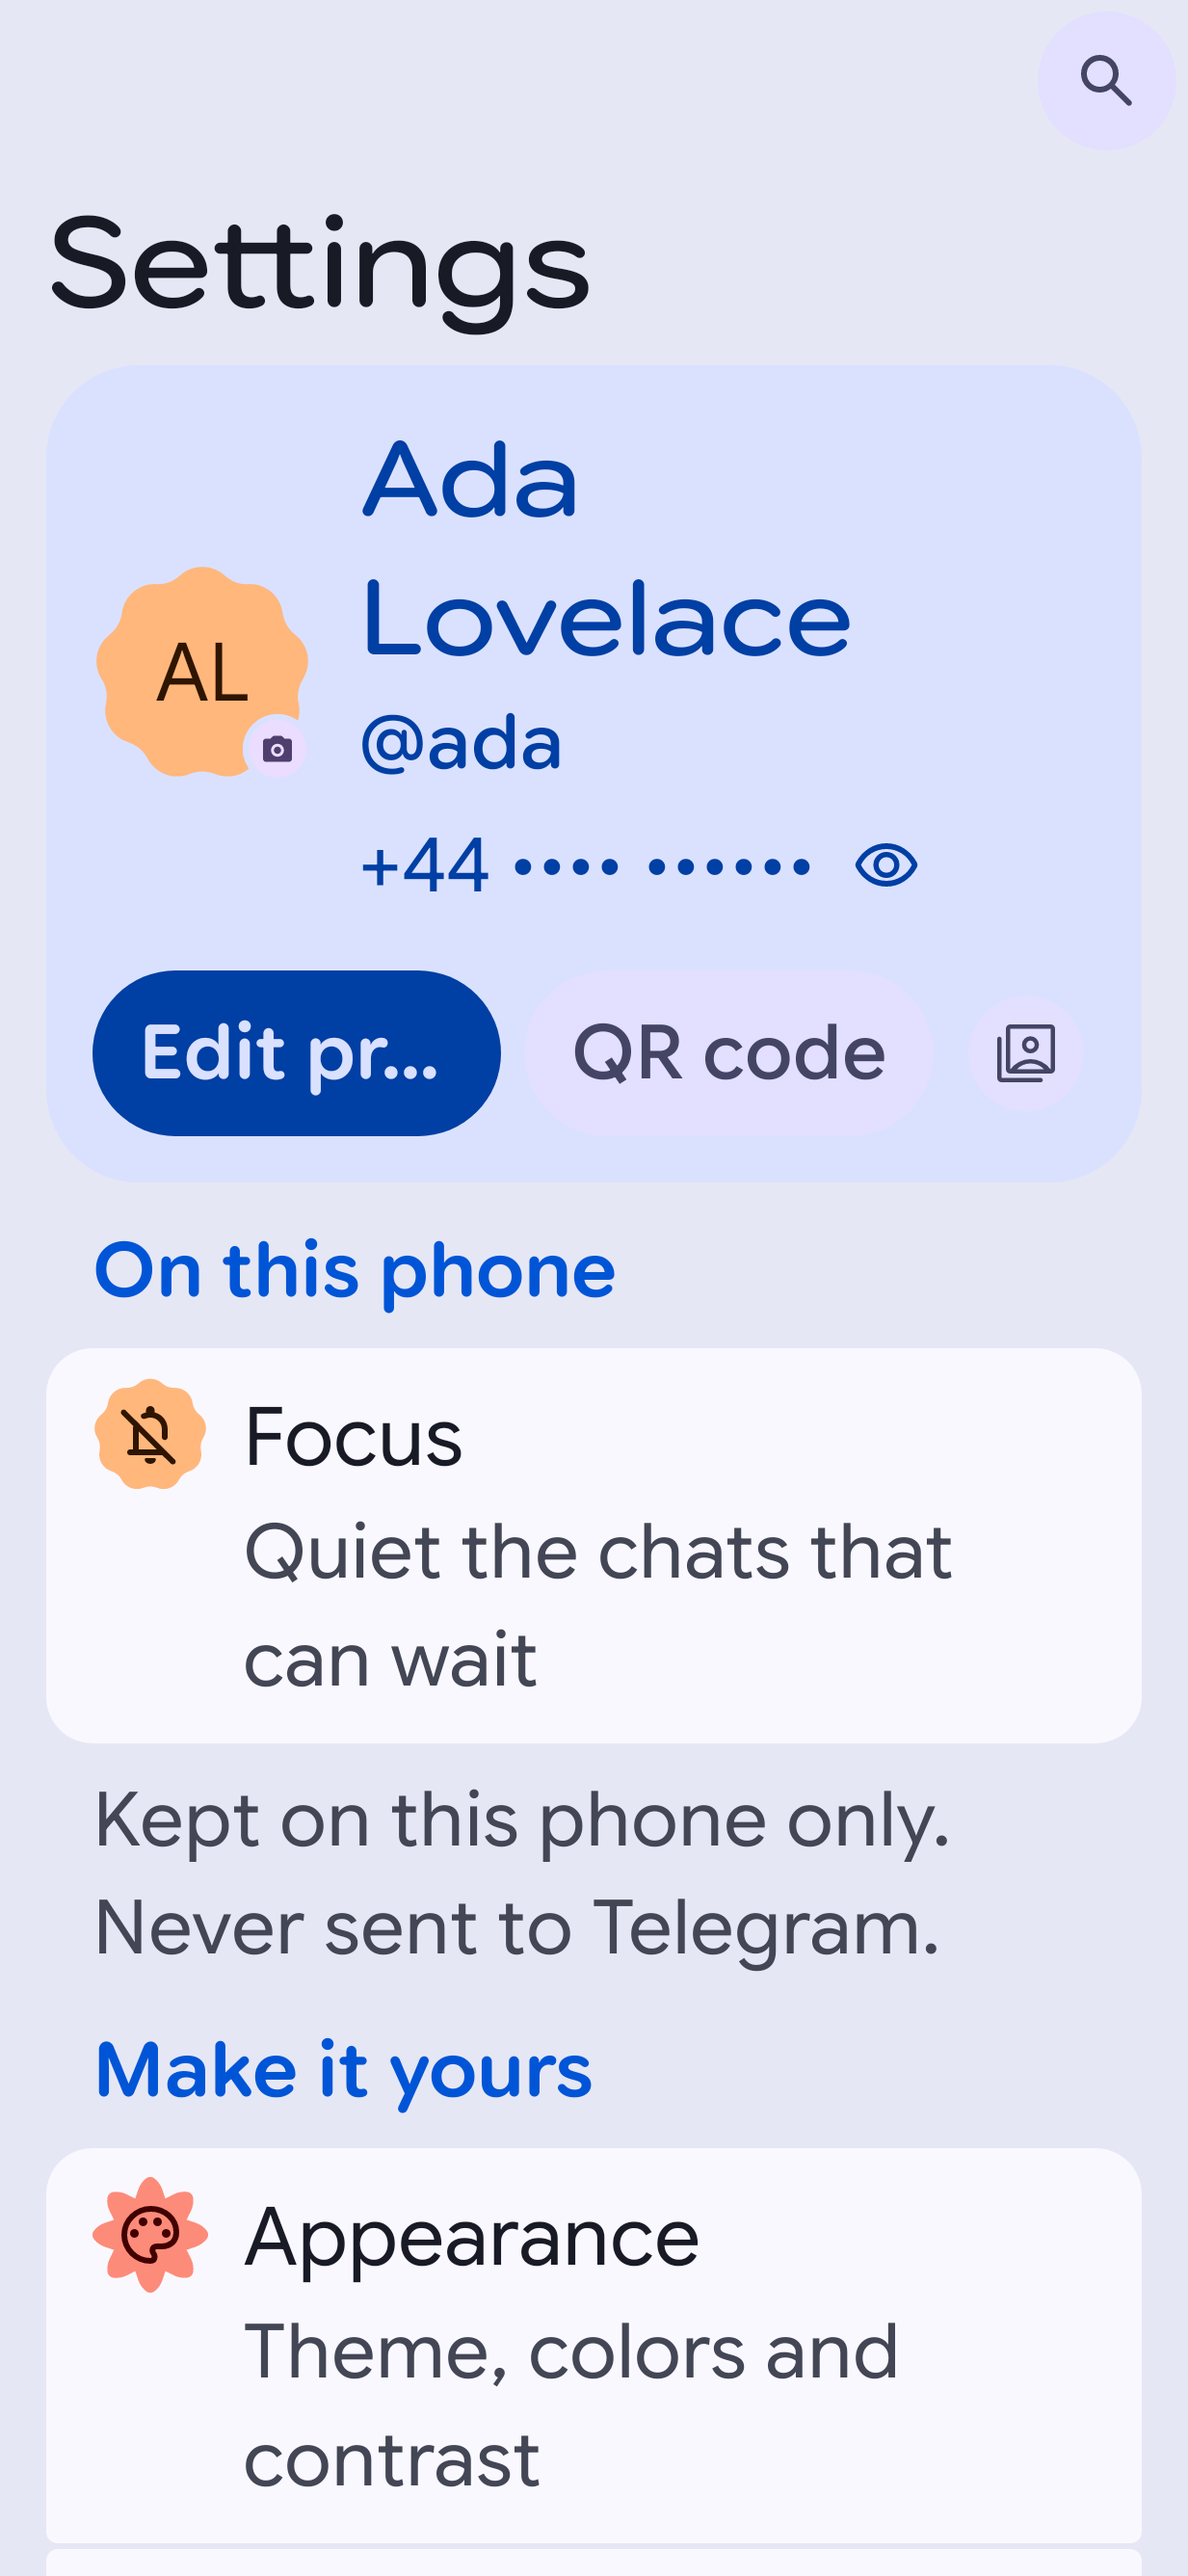 Settings
Ada
Lovelace
AL
@ada
+44 •••• ••••••
Edit pr...
QR code
On this phone
Focus
Quiet the chats that
can wait
Kept on this phone only.
Never sent to Telegram.
Make it yours
Appearance
Theme, colors and
contrast